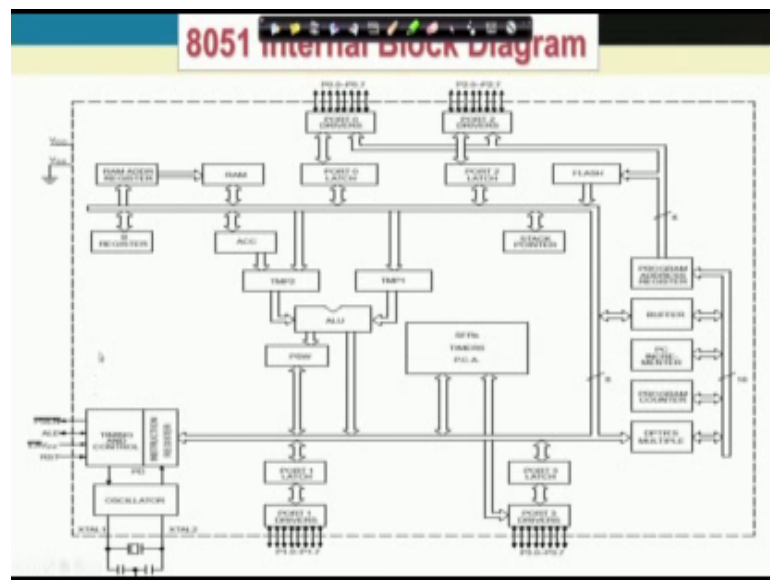 8051 Internal Block Diagram
P0.0-P0.7
P2.0-P2.7
PORT 0
DRIVERS
PORT 2
DRIVERS
RAM ADDR
REGISTER
RAM
PORT 0
LATCH
PORT 2
LATCH
FLASH
B
REGISTER
ACC
STACK
POINTER
8
PROGRAM
ADDRESS
REGISTER
TMP2
TMP1
ALU
BUFFER
PSW
SFRs
TIMERS
P.C.A.
PC
INCRE-
MENTER
8
16
PROGRAM
COUNTER
PSEN
ALE
RST
TIMING
AND
CONTROL
INSTRUCTION
REGISTER
DPTRS
MULTIPLE
PD
PORT 1
LATCH
PORT 3
LATCH
OSCILLATOR
PORT 1
DRIVERS
PORT 3
DRIVERS
XTAL1
XTAL2
P1.0-P1.7
P3.0-P3.7